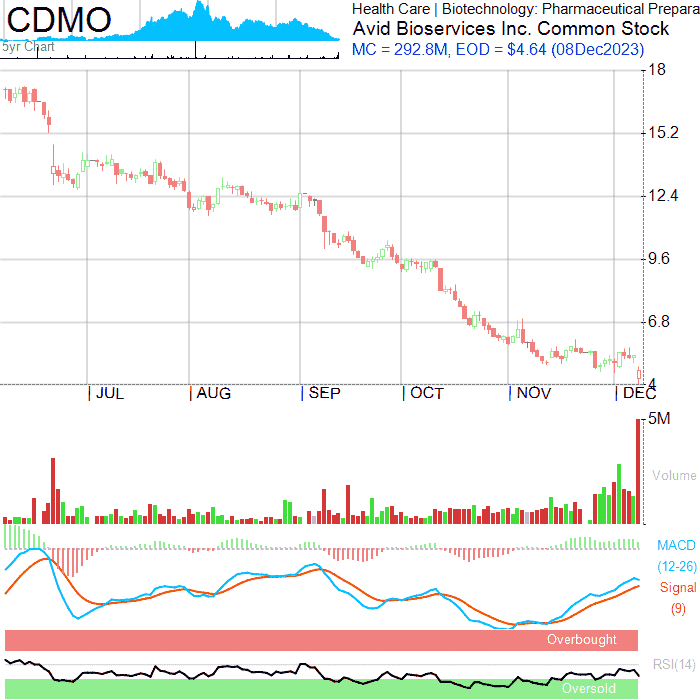 CDMO
5yr Chart
Health Care | Biotechnology: Pharmaceutical Prepara
Avid Bioservices Inc. Common Stock
MC = 292.8M, EOD = $4.64 (08Dec2023)
18
15.2
12.4
9.6
6.8
4
JUL AUG SEP OCT NOV DEC
5M
Volume
MACD
(12-26)
Signal
(9)
Overbought
RSI(14)
Oversold